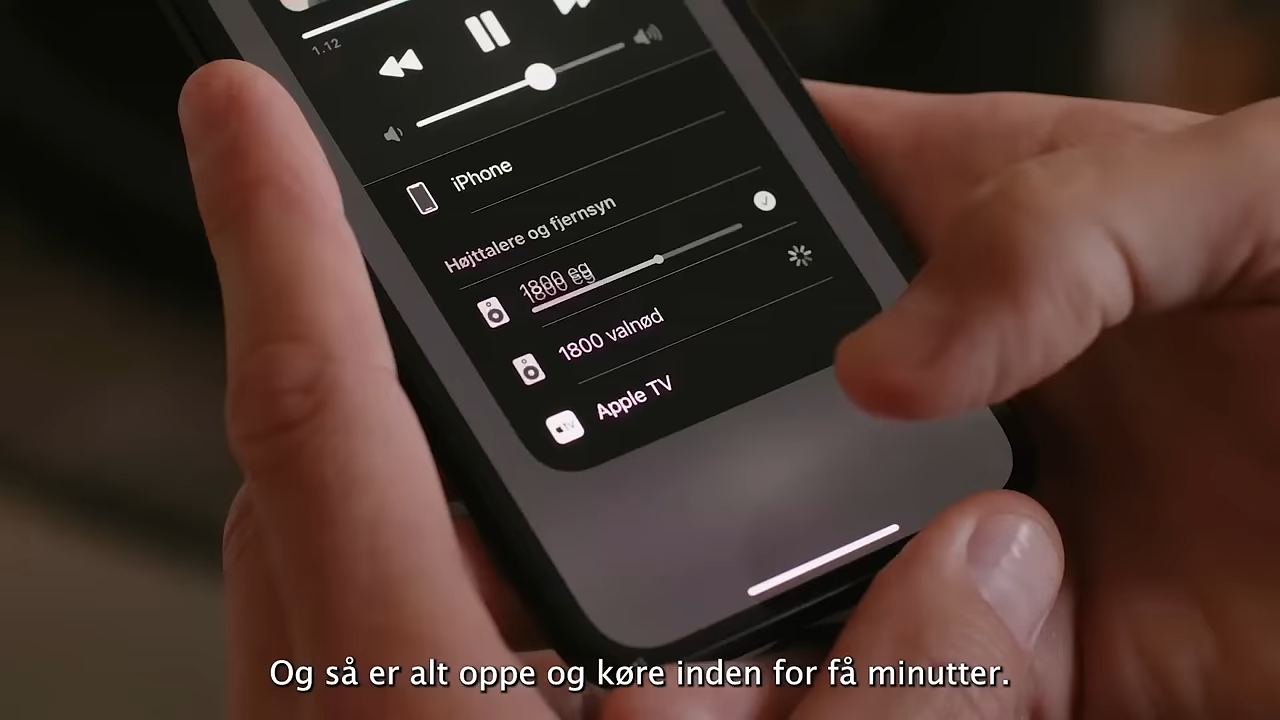 1.12
iPhone
Højttalere og fjernsyn
1800 eg
1800 valnød
Apple TV
tv
Og så er alt oppe og køre inden for få minutter.